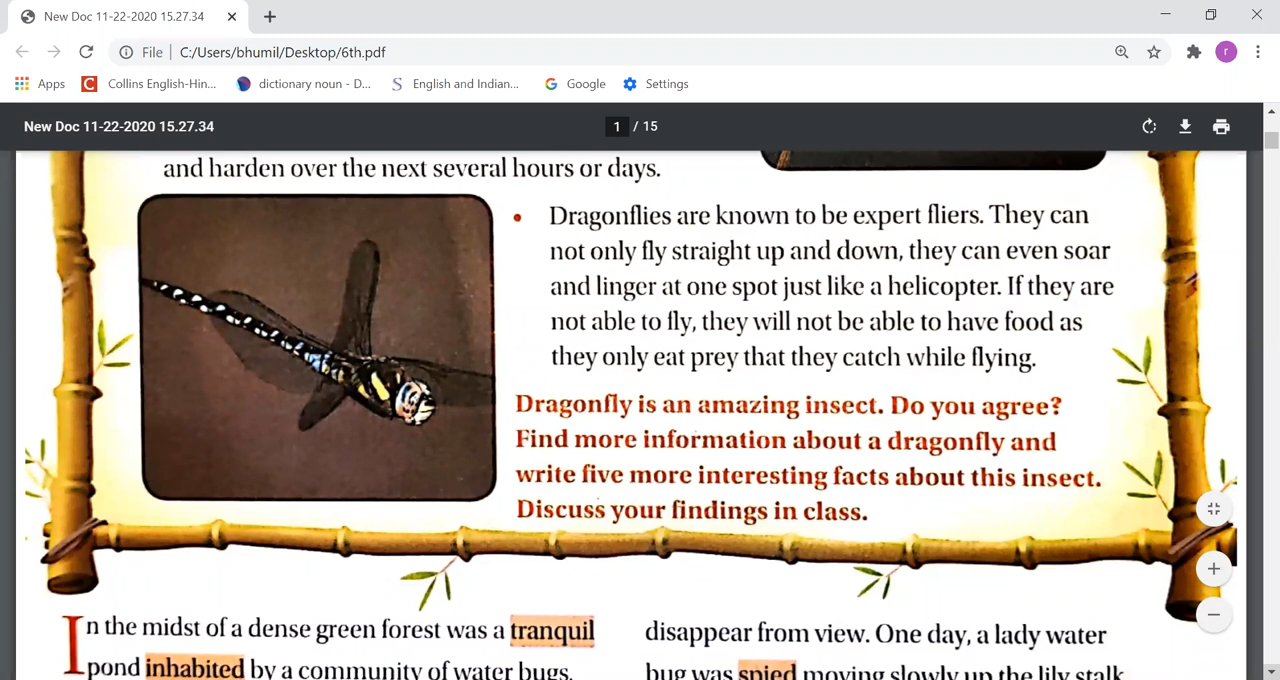 New Doc 11-22-2020 15.27.34
File C:/Users/bhumil/Desktop/6th.pdf
r
Apps Collins English-Hin... dictionary noun - D... English and Indian... Google Settings
New Doc 11-22-2020 15.27.34 1 / 15
and harden over the next several hours or days.
• Dragonflies are known to be expert fliers. They can
not only fly straight up and down, they can even soar
and linger at one spot just like a helicopter. If they are
not able to fly, they will not be able to have food as
they only eat prey that they catch while flying.
Dragonfly is an amazing insect. Do you agree?
Find more information about a dragonfly and
write five more interesting facts about this insect.
Discuss your findings in class.
In the midst of a dense green forest was a tranquil
pond inhabited by a community of water bugs.
disappear from view. One day, a lady water
bug was spied moving slowly up the lily stalk